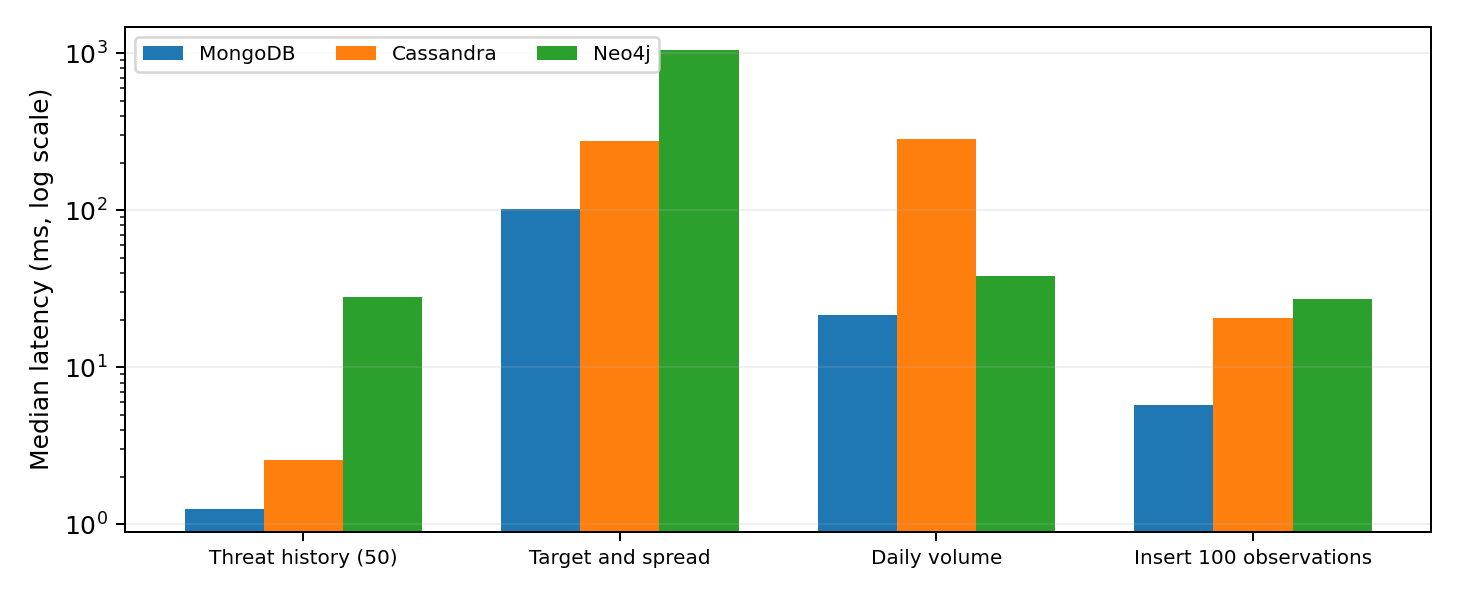 MongoDB Cassandra Neo4j
Median latency (ms, log scale)
10³
10²
10¹
10⁰
Threat history (50) Target and spread Daily volume Insert 100 observations